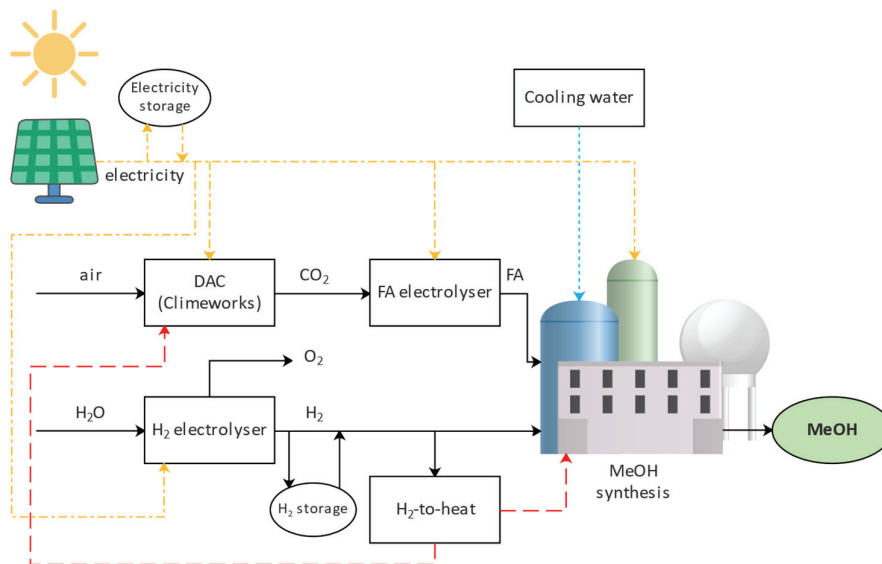 Electricity
storage
Cooling water
electricity
air
DAC
(Climeworks)
CO₂
FA electrolyser
FA
O₂
H₂O
H₂ electrolyser
H₂
MeOH
MeOH
synthesis
H₂ storage
H₂-to-heat